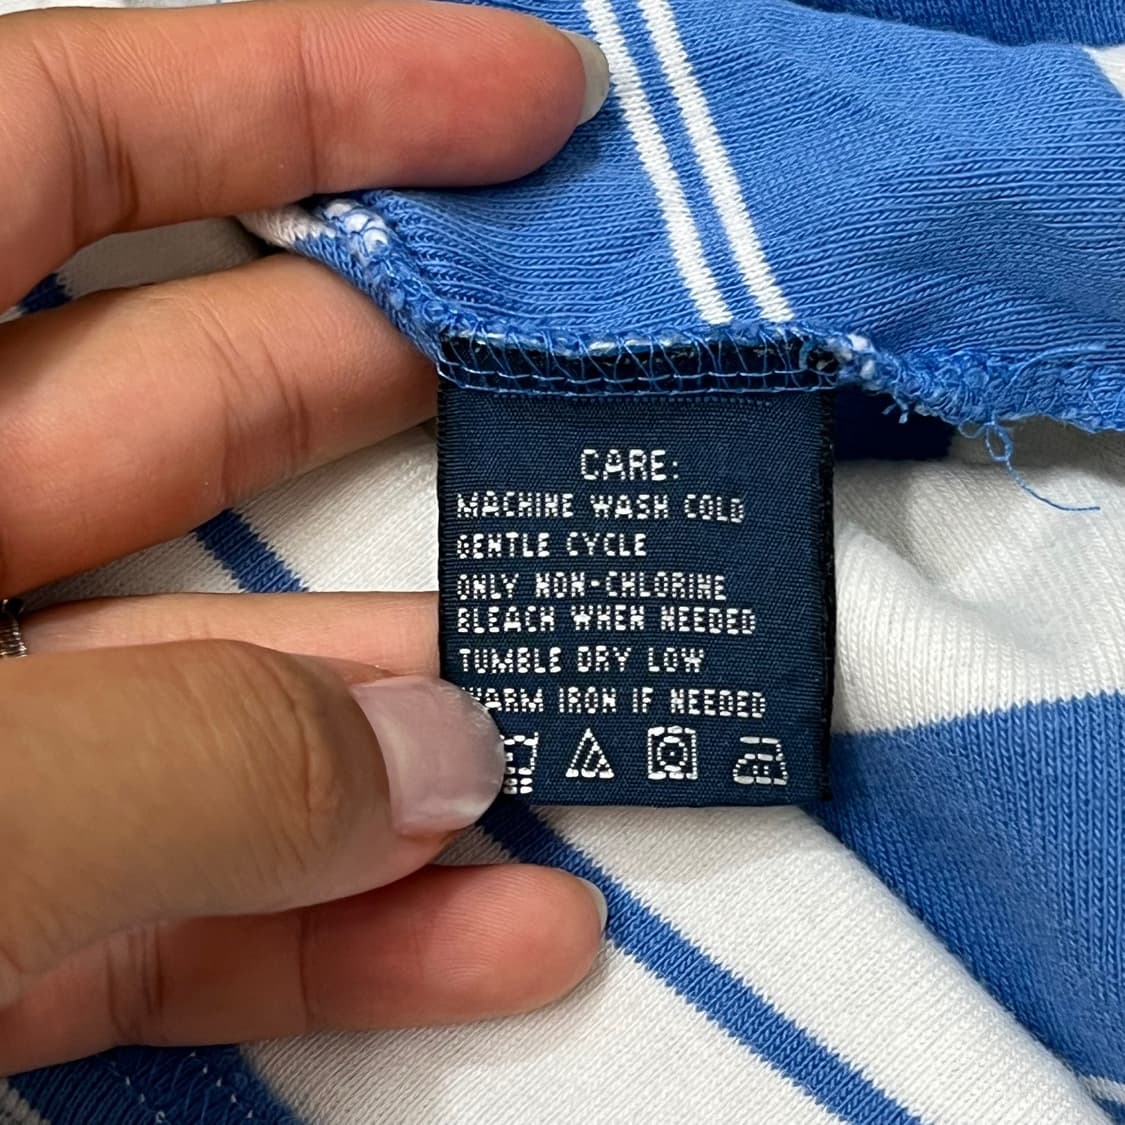 CARE:
MACHINE WASH COLD
GENTLE CYCLE
ONLY NON-CHLORINE
BLEACH WHEN NEEDED
TUMBLE DRY LOW
WARM IRON IF NEEDED